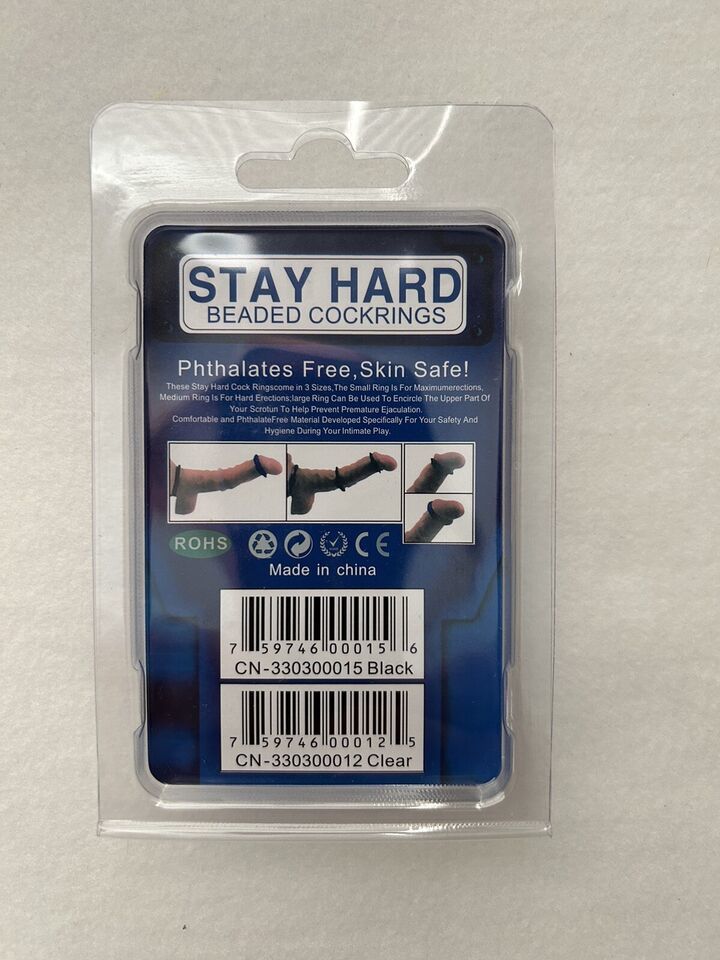 STAY HARD
BEADED COCKRINGS
Phthalates Free,Skin Safe!
These Stay Hard Cock Ringscome in 3 Sizes,The Small Ring Is For Maximumerections,
Medium Ring Is For Hard Erections;large Ring Can Be Used To Encircle The Upper Part Of
Your Scrotun To Help Prevent Premature Ejaculation.
Comfortable and PhthalateFree Material Developed Specifically For Your Safety And
Hygiene During Your Intimate Play.
ROHS CE
Made in china
7 59746 00015 6
CN-330300015 Black
7 59746 00012 5
CN-330300012 Clear